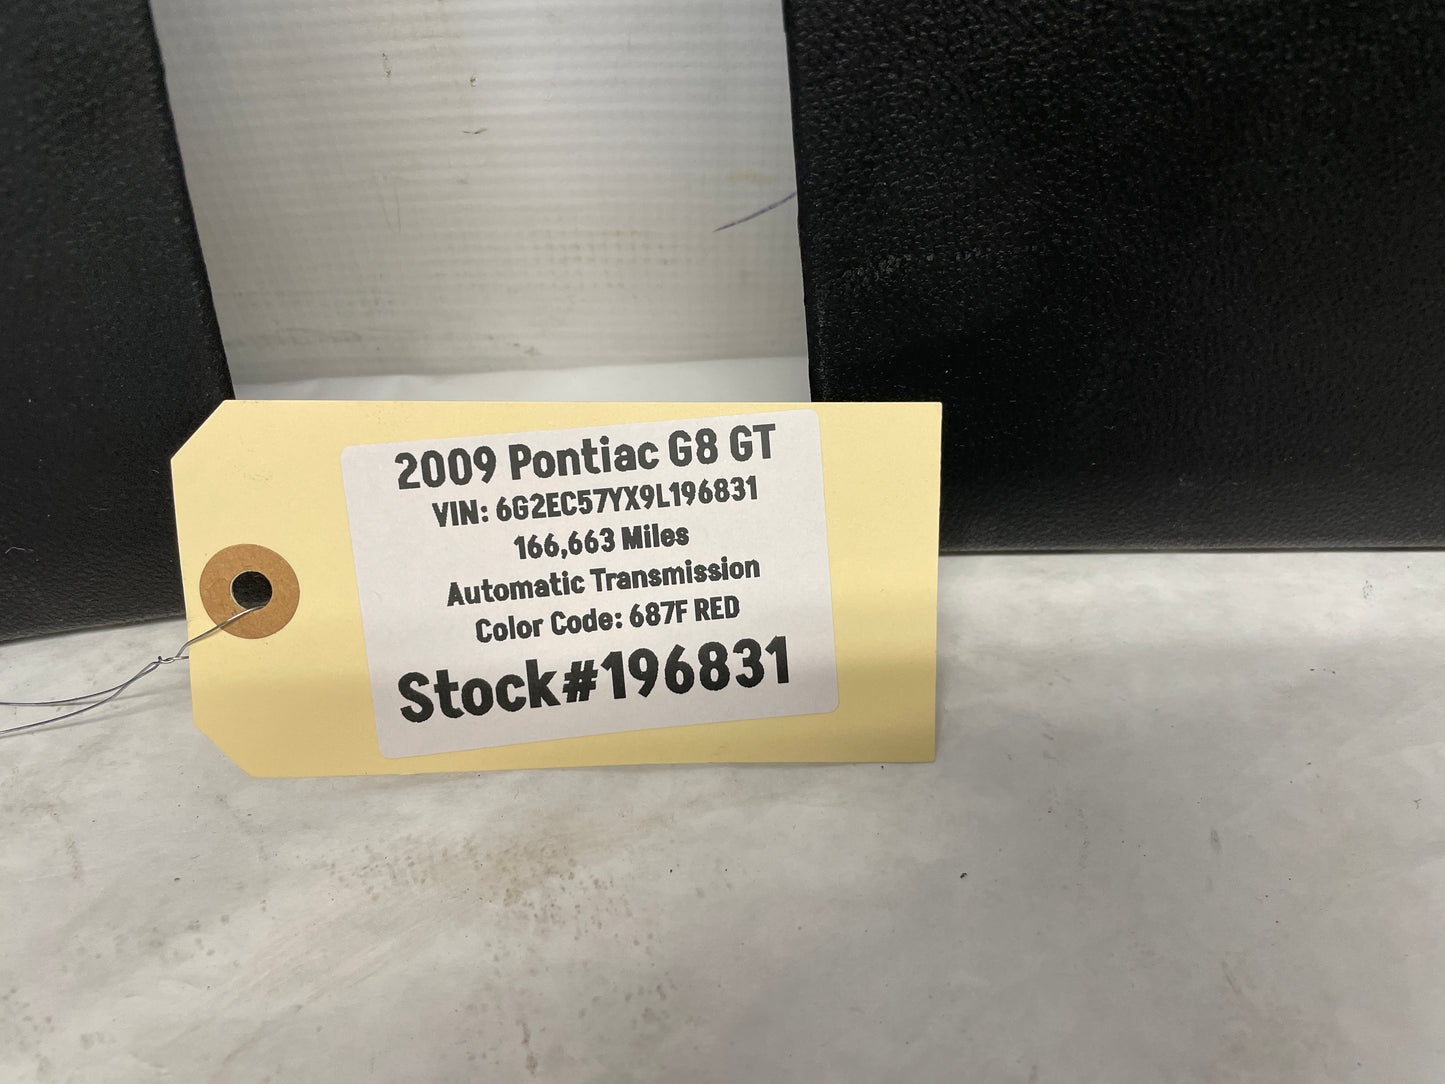 2009 Pontiac G8 GT
VIN: 6G2EC57YX9L196831
166,663 Miles
Automatic Transmission
Color Code: 687F RED
Stock#196831